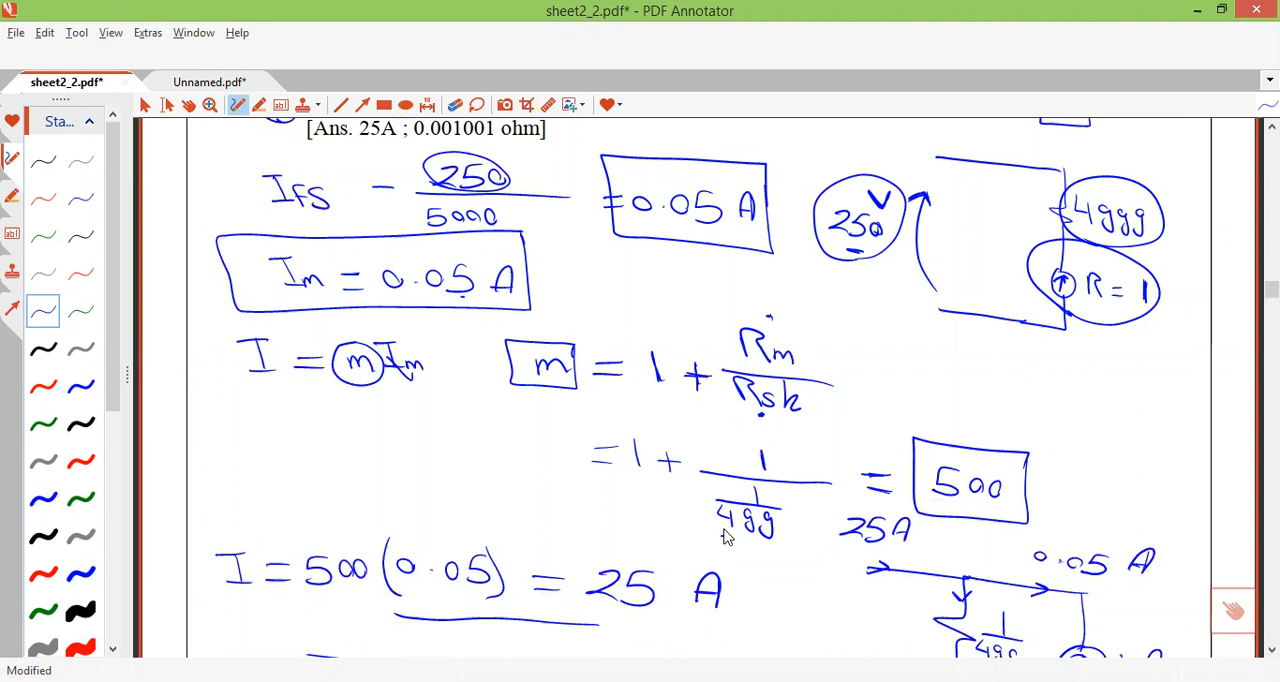 sheet2_2.pdf* - PDF Annotator
File Edit Tool View Extras Window Help
sheet2_2.pdf* Unnamed.pdf*
Sta...
[Ans. 25A ; 0.001001 ohm]
IFS - 250 / 5000 = 0.05 A
250 V
4999
R = 1
Im = 0.05 A
I = m Im m = 1 + Rm / Rsh
= 1 + 1 / (1 / 499) = 500
25A
0.05 A
I = 500 (0.05) = 25 A
1 / 499
Modified